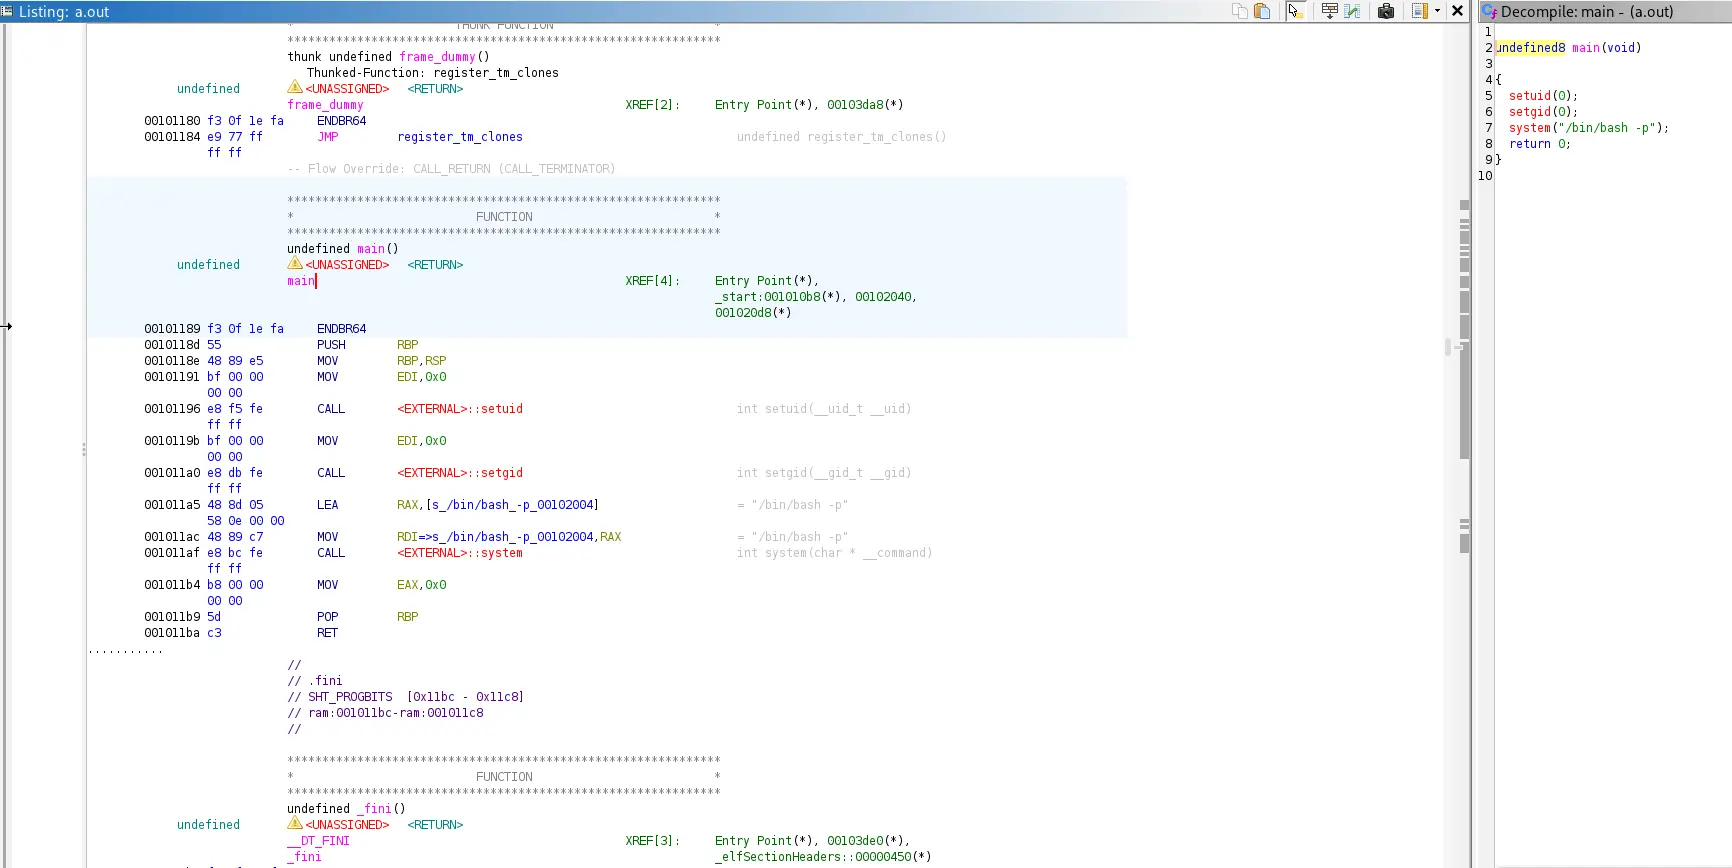 Listing: a.out
* THUNK FUNCTION *
**************************************************************
thunk undefined frame_dummy()
Thunked-Function: register_tm_clones
undefined <UNASSIGNED> <RETURN>
frame_dummy XREF[2]: Entry Point(*), 00103da8(*)
00101180 f3 0f 1e fa ENDBR64
00101184 e9 77 ff JMP register_tm_clones undefined register_tm_clones()
ff ff
-- Flow Override: CALL_RETURN (CALL_TERMINATOR)
**************************************************************
* FUNCTION *
**************************************************************
undefined main()
undefined <UNASSIGNED> <RETURN>
main XREF[4]: Entry Point(*),
_start:001010b8(*), 00102040,
001020d8(*)
00101189 f3 0f 1e fa ENDBR64
0010118d 55 PUSH RBP
0010118e 48 89 e5 MOV RBP,RSP
00101191 bf 00 00 MOV EDI,0x0
00 00
00101196 e8 f5 fe CALL <EXTERNAL>::setuid int setuid(__uid_t __uid)
ff ff
0010119b bf 00 00 MOV EDI,0x0
00 00
001011a0 e8 db fe CALL <EXTERNAL>::setgid int setgid(__gid_t __gid)
ff ff
001011a5 48 8d 05 LEA RAX,[s_/bin/bash_-p_00102004] = "/bin/bash -p"
58 0e 00 00
001011ac 48 89 c7 MOV RDI=>s_/bin/bash_-p_00102004,RAX = "/bin/bash -p"
001011af e8 bc fe CALL <EXTERNAL>::system int system(char * __command)
ff ff
001011b4 b8 00 00 MOV EAX,0x0
00 00
001011b9 5d POP RBP
001011ba c3 RET
...........
//
// .fini
// SHT_PROGBITS [0x11bc - 0x11c8]
// ram:001011bc-ram:001011c8
//
**************************************************************
* FUNCTION *
**************************************************************
undefined _fini()
undefined <UNASSIGNED> <RETURN>
__DT_FINI XREF[3]: Entry Point(*), 00103de0(*),
_fini _elfSectionHeaders::00000450(*)
Decompile: main - (a.out)
1
2 undefined8 main(void)
3
4 {
5 setuid(0);
6 setgid(0);
7 system("/bin/bash -p");
8 return 0;
9 }
10